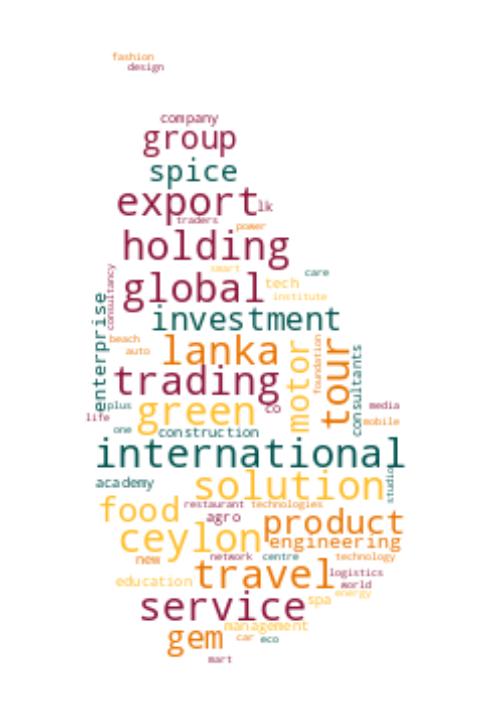 fashion
design
company
group
spice
export lk
traders
power
holding
smart care
global tech
institute
consultancy
enterprise
investment
beach
auto
lanka
motor
foundation
tour
consultants
trading
plus
life
green co
media
mobile
one
construction
international
academy
solution
studio
restaurant technologies
food agro
product
ceylon engineering
network centre technology
new
travel logistics
education world
energy
spa
service
management
gem car eco
mart